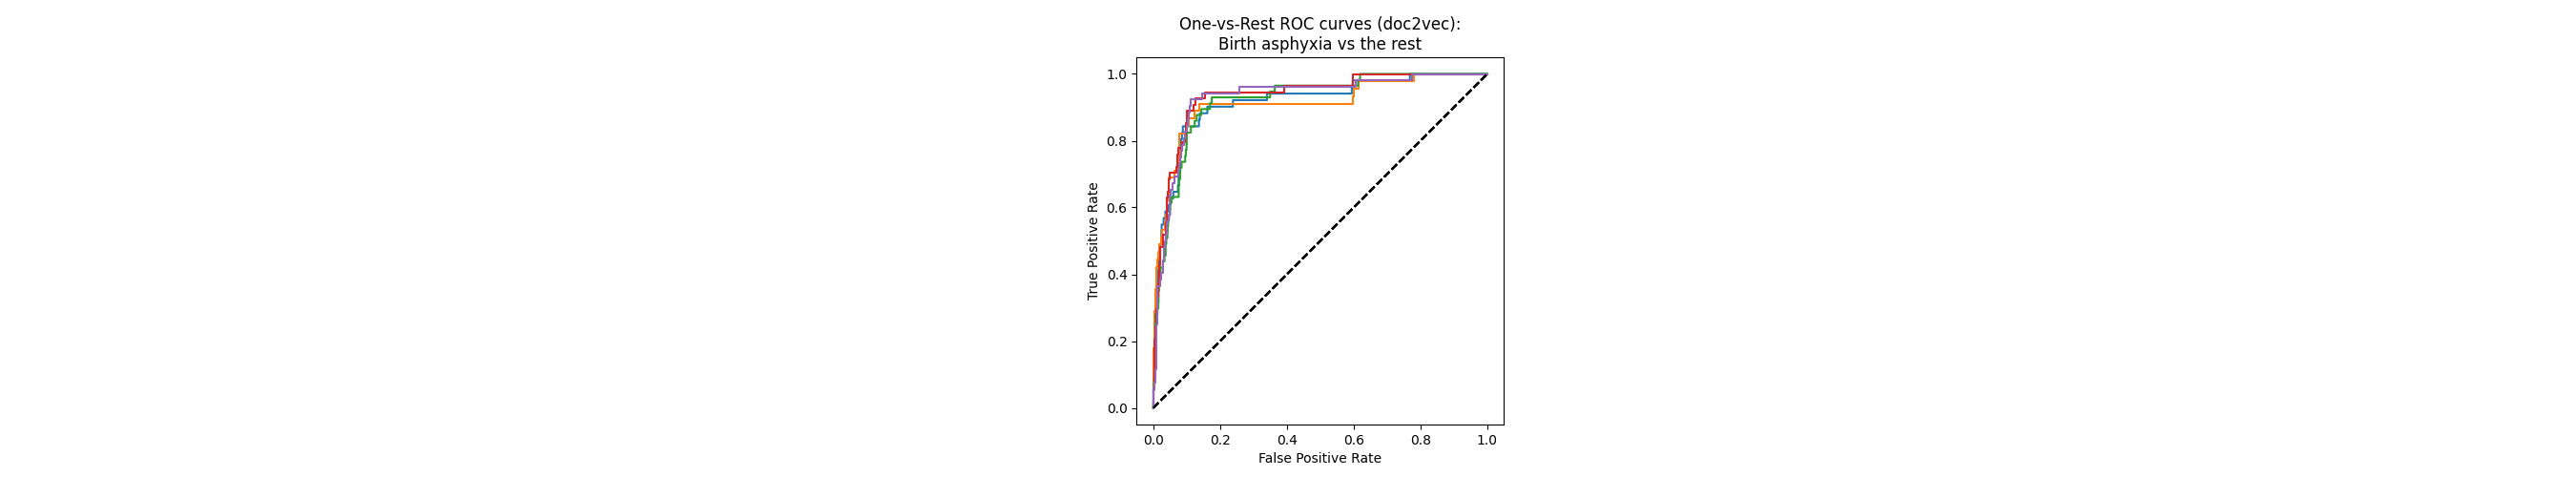 One-vs-Rest ROC curves (doc2vec):
Birth asphyxia vs the rest
1.0
0.8
0.6
0.4
0.2
0.0
True Positive Rate
0.0 0.2 0.4 0.6 0.8 1.0
False Positive Rate